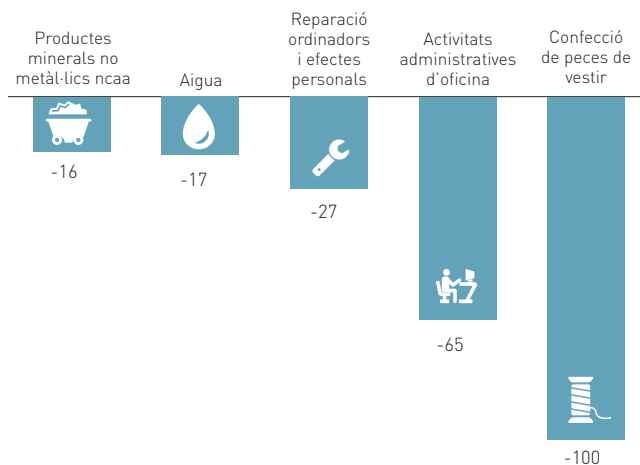 Productes
minerals no
metàl·lics ncaa
Aigua
Reparació
ordinadors
i efectes
personals
Activitats
administratives
d'oficina
Confecció
de peces de
vestir
-16
-17
-27
-65
-100